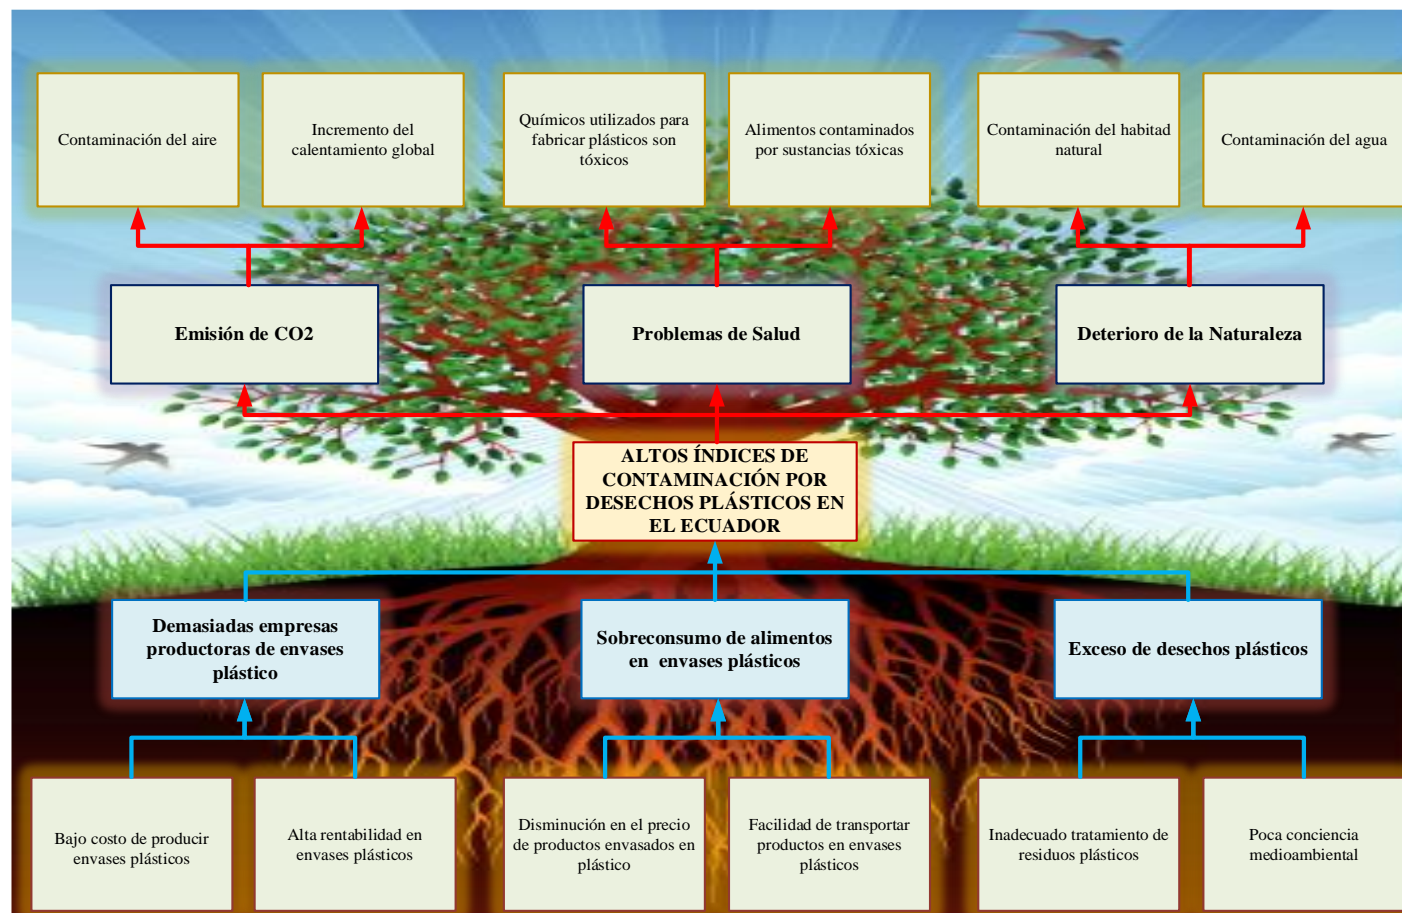 Contaminación del aire
Incremento del
calentamiento global
Químicos utilizados para
fabricar plásticos son
tóxicos
Alimentos contaminados
por sustancias tóxicas
Contaminación del habitad
natural
Contaminación del agua
Emisión de CO2
Problemas de Salud
Deterioro de la Naturaleza
ALTOS ÍNDICES DE
CONTAMINACIÓN POR
DESECHOS PLÁSTICOS EN
EL ECUADOR
Demasiadas empresas
productoras de envases
plástico
Sobreconsumo de alimentos
en envases plásticos
Exceso de desechos plásticos
Bajo costo de producir
envases plásticos
Alta rentabilidad en
envases plásticos
Disminución en el precio
de productos envasados en
plástico
Facilidad de transportar
productos en envases
plásticos
Inadecuado tratamiento de
residuos plásticos
Poca conciencia
medioambiental